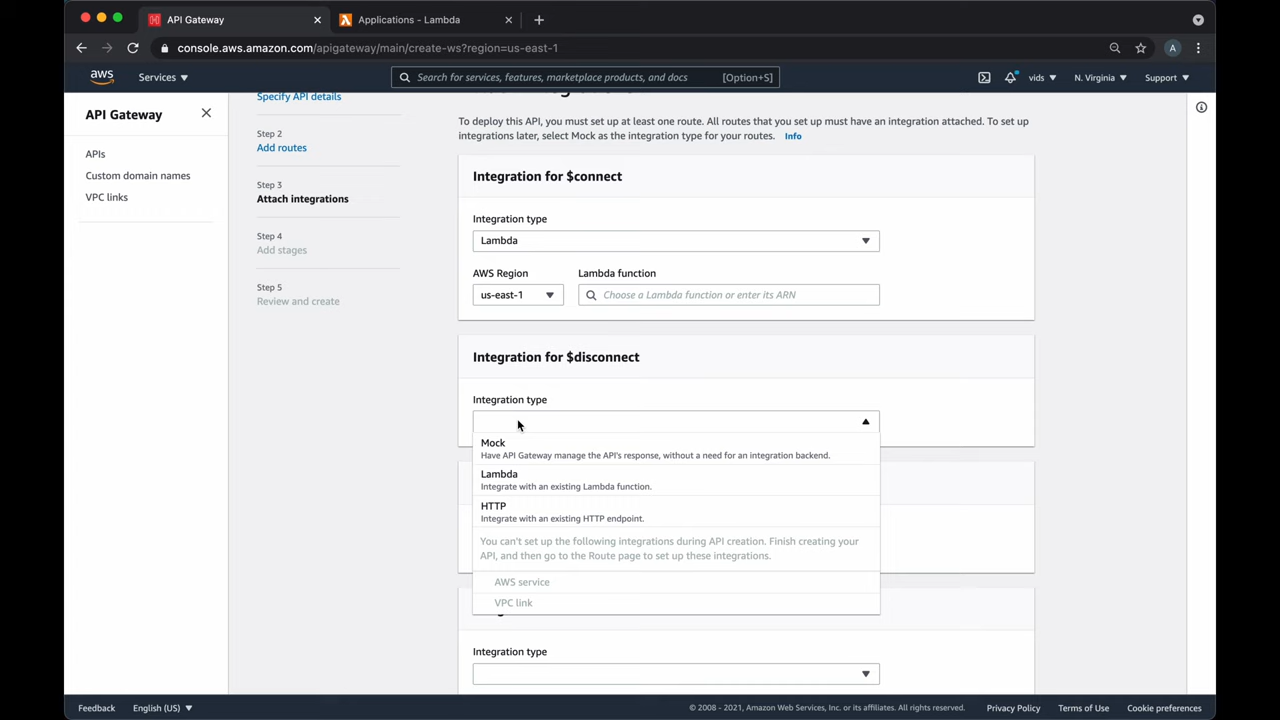 API Gateway
Applications - Lambda
console.aws.amazon.com/apigateway/main/create-ws?region=us-east-1
A
aws
Services
Search for services, features, marketplace products, and docs
[Option+S]
vids
N. Virginia
Support
API Gateway
APIs
Custom domain names
VPC links
Specify API details
Step 2
Add routes
Step 3
Attach integrations
Step 4
Add stages
Step 5
Review and create
To deploy this API, you must set up at least one route. All routes that you set up must have an integration attached. To set up
integrations later, select Mock as the integration type for your routes. Info
Integration for $connect
Integration type
Lambda
AWS Region
Lambda function
us-east-1
Choose a Lambda function or enter its ARN
Integration for $disconnect
Integration type
Mock
Have API Gateway manage the API's response, without a need for an integration backend.
Lambda
Integrate with an existing Lambda function.
HTTP
Integrate with an existing HTTP endpoint.
You can't set up the following integrations during API creation. Finish creating your
API, and then go to the Route page to set up these integrations.
AWS service
VPC link
Integration type
Feedback
English (US)
© 2008 - 2021, Amazon Web Services, Inc. or its affiliates. All rights reserved.
Privacy Policy
Terms of Use
Cookie preferences